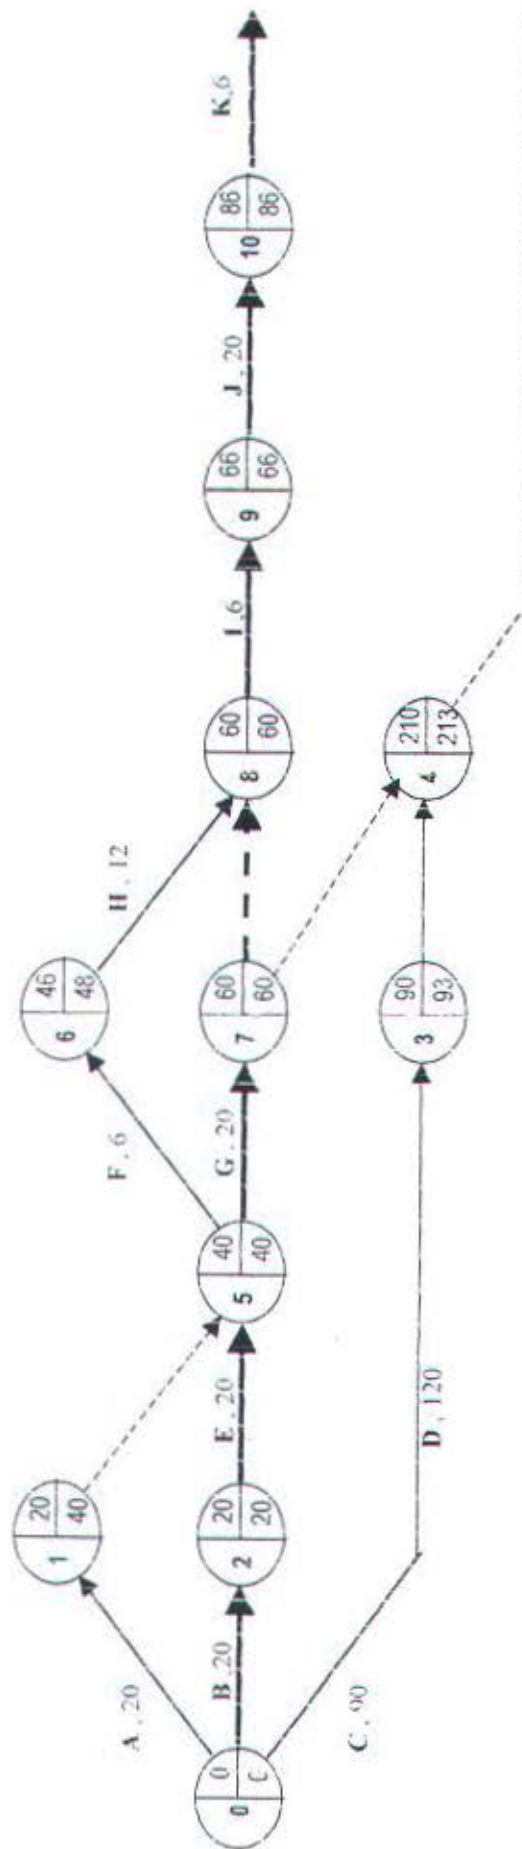 A, 20
B, 20
C, 90
D, 120
E, 20
F, 6
G, 20
H, 12
I, 6
J, 20
K, 6
0 0 0
1 20 40
2 20 20
3 90 93
4 210 213
5 40 40
6 46 48
7 60 60
8 60 60
9 66 66
10 86 86